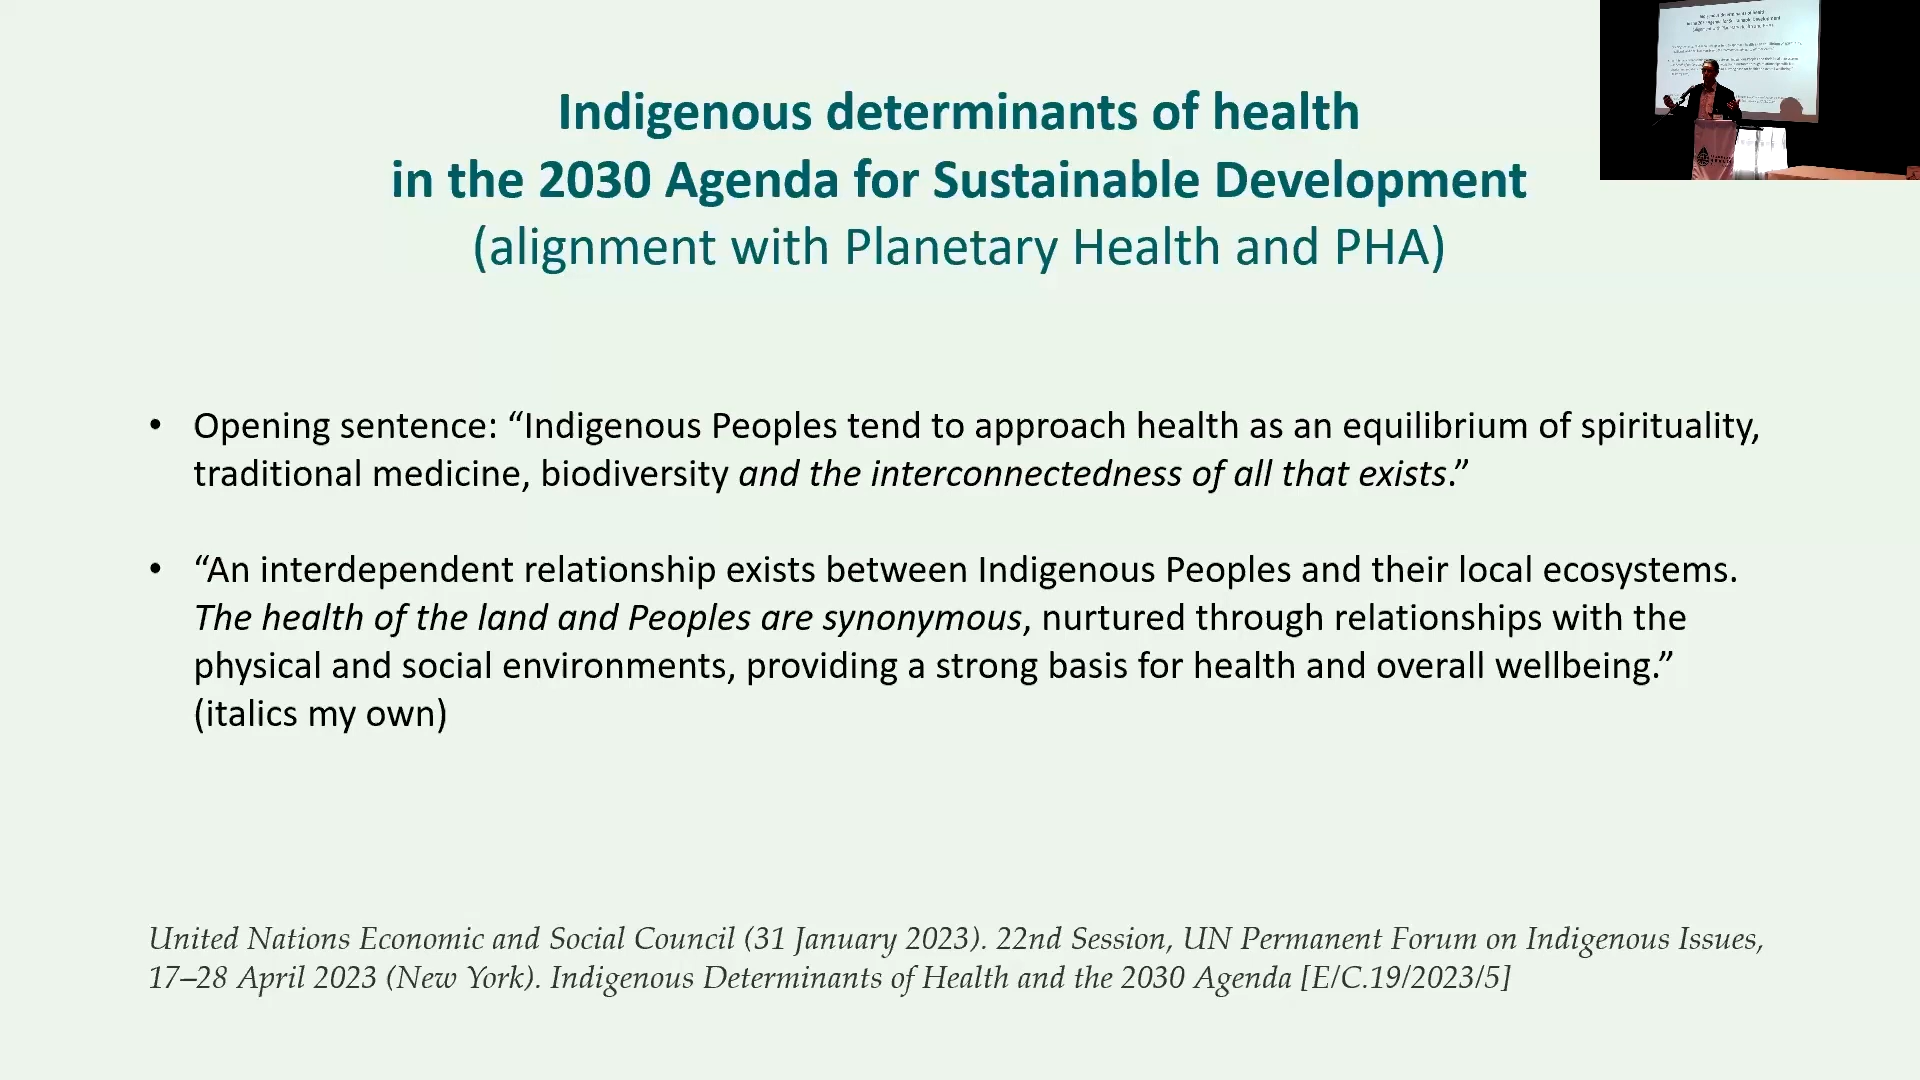 Indigenous determinants of health
in the 2030 Agenda for Sustainable Development
(alignment with Planetary Health and PHA)
• Opening sentence: “Indigenous Peoples tend to approach health as an equilibrium of spirituality,
traditional medicine, biodiversity and the interconnectedness of all that exists.”
• “An interdependent relationship exists between Indigenous Peoples and their local ecosystems.
The health of the land and Peoples are synonymous, nurtured through relationships with the
physical and social environments, providing a strong basis for health and overall wellbeing.”
(italics my own)
United Nations Economic and Social Council (31 January 2023). 22nd Session, UN Permanent Forum on Indigenous Issues,
17–28 April 2023 (New York). Indigenous Determinants of Health and the 2030 Agenda [E/C.19/2023/5]